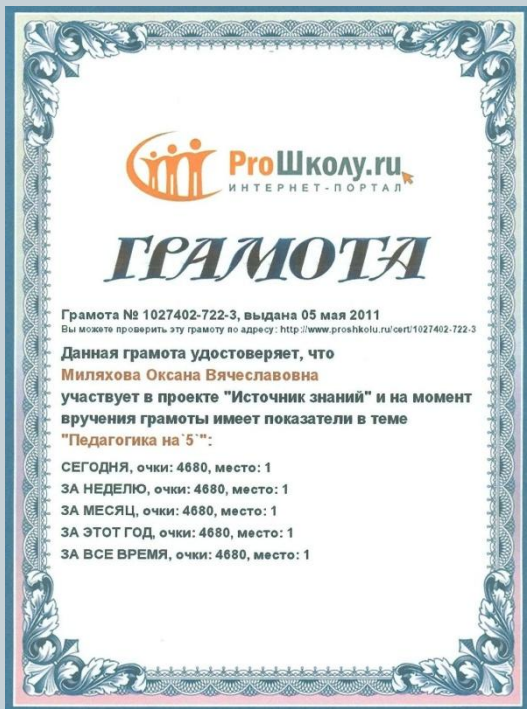 ProШколу.ru
ИНТЕРНЕТ-ПОРТАЛ
ГРАМОТА
Грамота № 1027402-722-3, выдана 05 мая 2011
Вы можете проверить эту грамоту по адресу: http://www.proshkolu.ru/cert/1027402-722-3
Данная грамота удостоверяет, что
Миляхова Оксана Вячеславовна
участвует в проекте "Источник знаний" и на момент
вручения грамоты имеет показатели в теме
"Педагогика на`5`":
СЕГОДНЯ, очки: 4680, место: 1
ЗА НЕДЕЛЮ, очки: 4680, место: 1
ЗА МЕСЯЦ, очки: 4680, место: 1
ЗА ЭТОТ ГОД, очки: 4680, место: 1
ЗА ВСЕ ВРЕМЯ, очки: 4680, место: 1